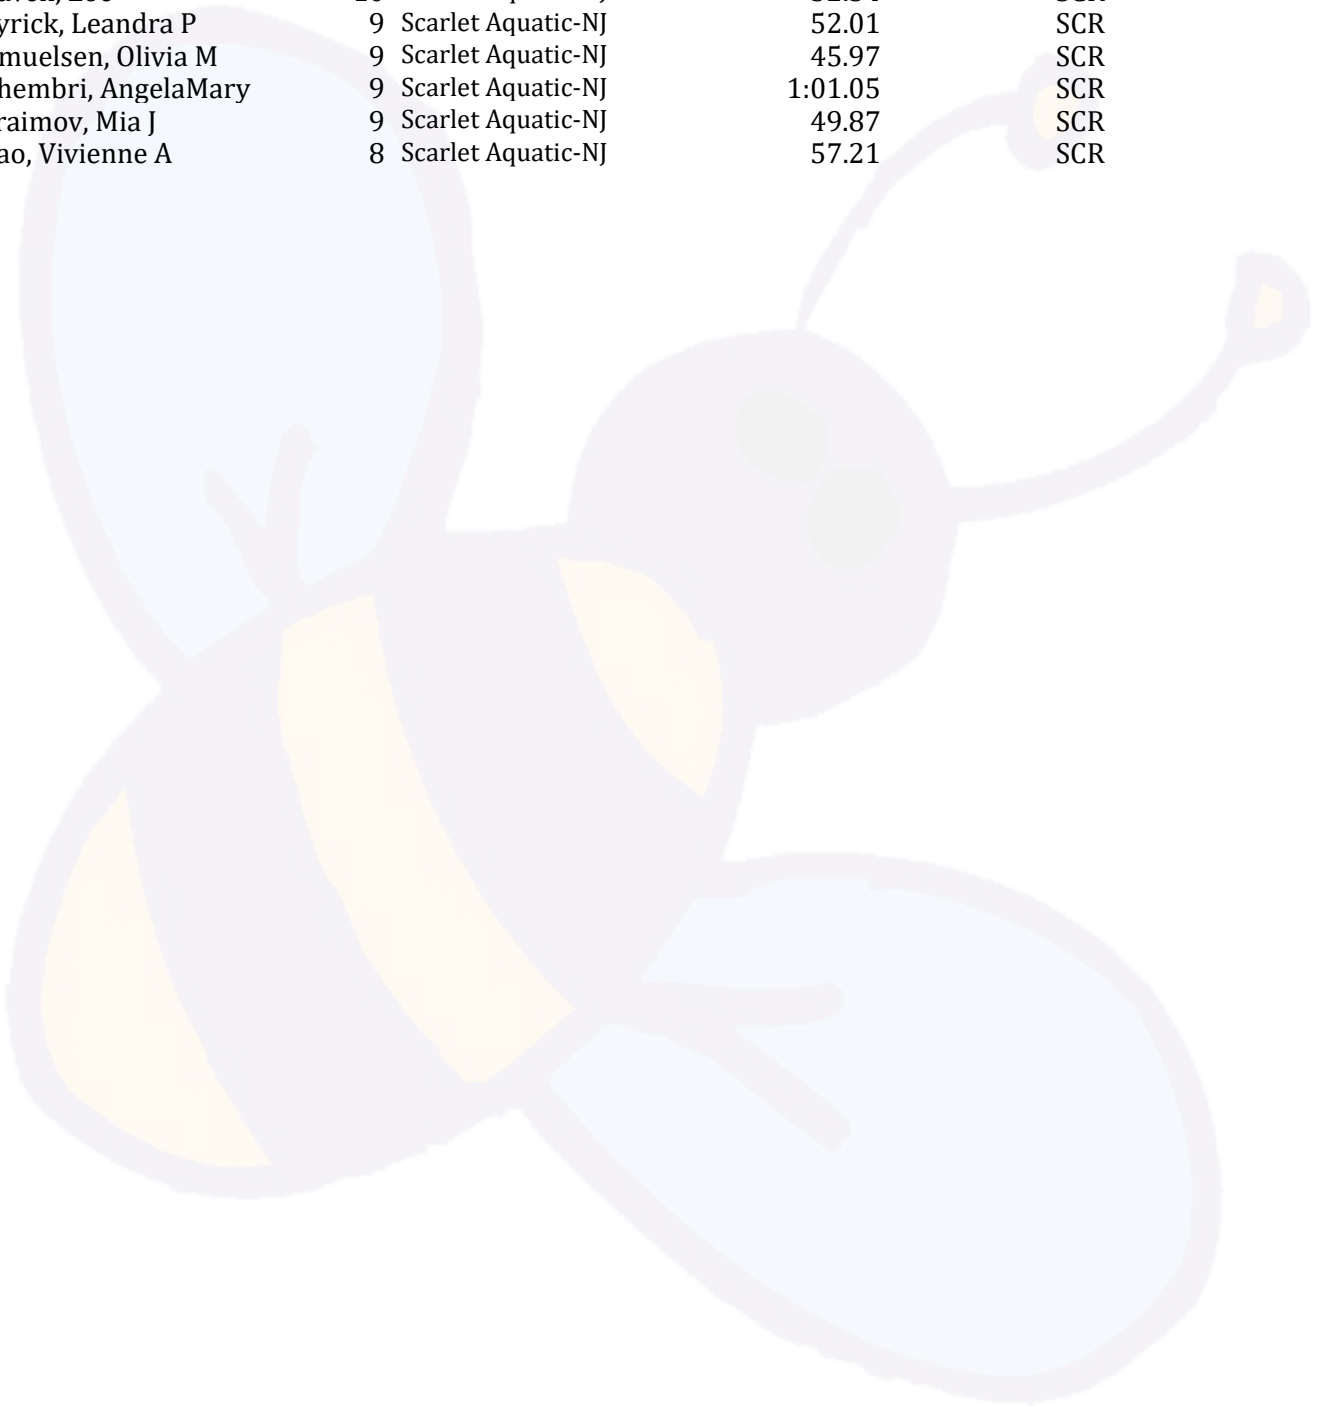 yrick, Leandra P 9 Scarlet Aquatic-NJ 52.01 SCR
muelsen, Olivia M 9 Scarlet Aquatic-NJ 45.97 SCR
hembri, AngelaMary 9 Scarlet Aquatic-NJ 1:01.05 SCR
raimov, Mia J 9 Scarlet Aquatic-NJ 49.87 SCR
ao, Vivienne A 8 Scarlet Aquatic-NJ 57.21 SCR